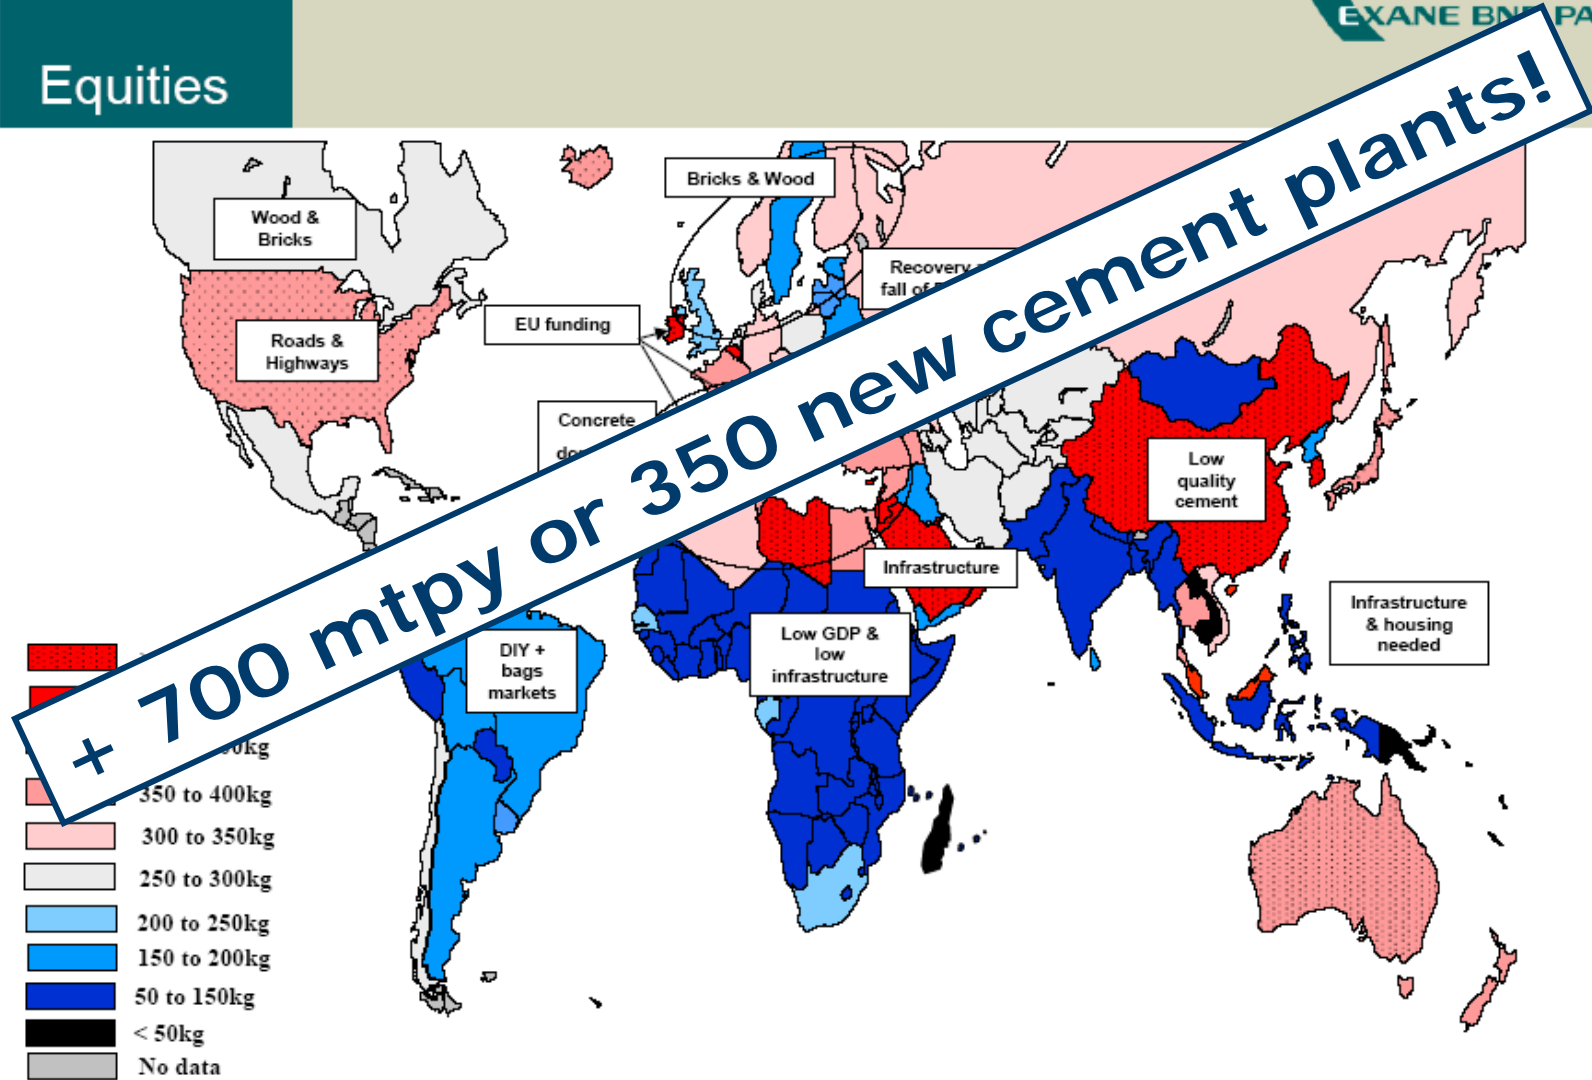 EXANE BNP PA
Equities
+ 700 mtpy or 350 new cement plants!
Bricks & Wood
Wood &
Bricks
Recovery
fall of
EU funding
Roads &
Highways
Concrete
Low
quality
cement
Infrastructure
Infrastructure
& housing
needed
Low GDP &
low
infrastructure
DIY +
bags
markets
350 to 400kg
300 to 350kg
250 to 300kg
200 to 250kg
150 to 200kg
50 to 150kg
< 50kg
No data